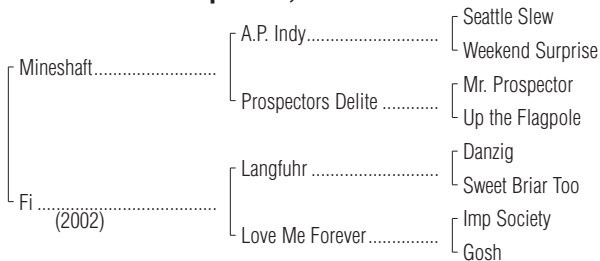 Seattle Slew
A.P. Indy..............................
Weekend Surprise
Mineshaft............................
Mr. Prospector
Prospectors Delite .............
Up the Flagpole
Danzig
Langfuhr .............................
Sweet Briar Too
Fi .........................................
(2002)
Imp Society
Love Me Forever................
Gosh